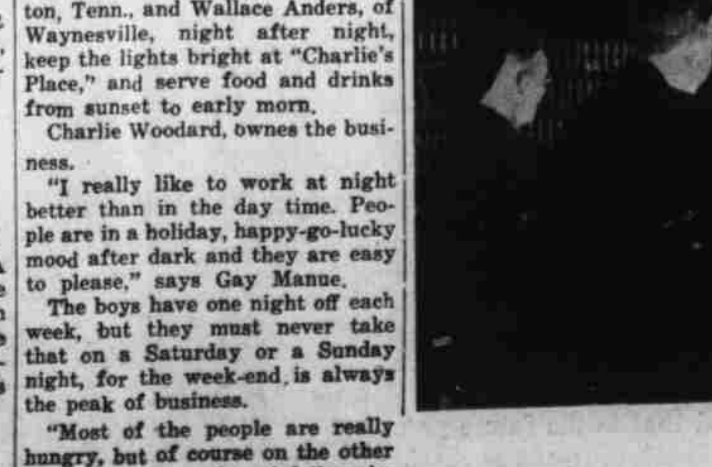 ton, Tenn., and Wallace Anders, of
Waynesville, night after night,
keep the lights bright at "Charlie's
Place," and serve food and drinks
from sunset to early morn.
Charlie Woodard, ownes the busi-
ness.
"I really like to work at night
better than in the day time. Peo-
ple are in a holiday, happy-go-lucky
mood after dark and they are easy
to please," says Gay Manue.
The boys have one night off each
week, but they must never take
that on a Saturday or a Sunday
night, for the week-end is always
the peak of business.
"Most of the people are really
hungry, but of course on the other